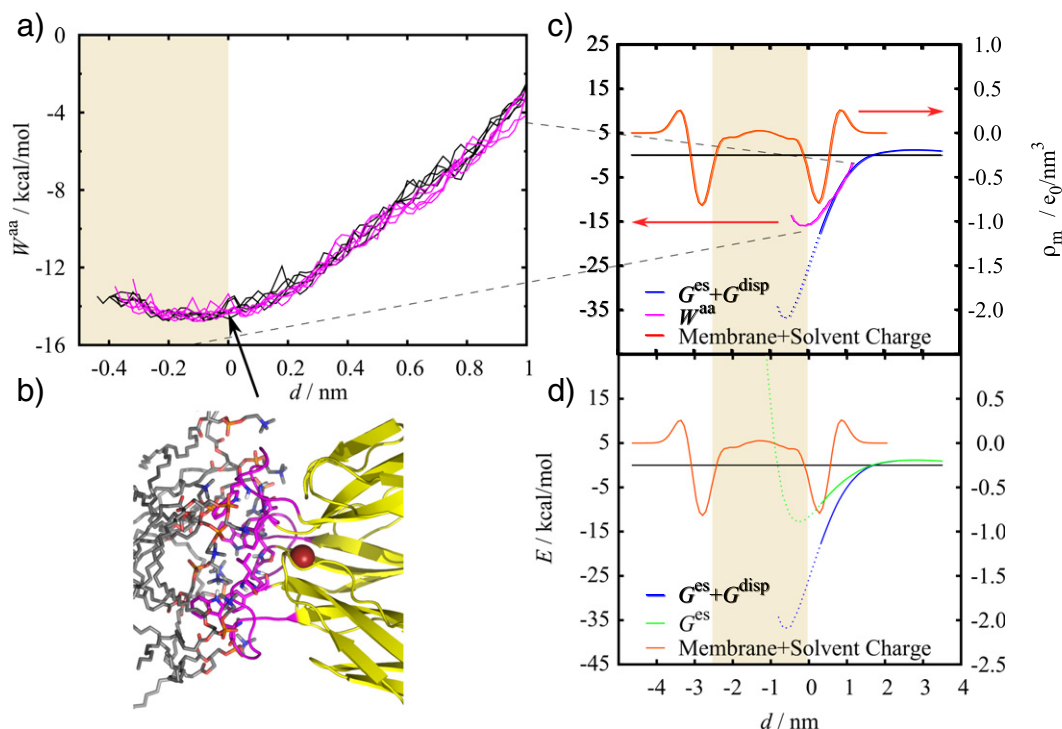 a)
0
-4
-8
-12
-16
W^aa / kcal/mol
-0.4 -0.2 0 0.2 0.4 0.6 0.8 1
d / nm
b)
c)
25
15
5
-5
-15
-25
-35
1.0
0.5
0.0
-0.5
-1.0
-1.5
-2.0
ρ_m / e_0/nm^3
G^es+G^disp
W^aa
Membrane+Solvent Charge
d)
15
5
-5
-15
-25
-35
-45
E / kcal/mol
0.5
0.0
-0.5
-1.0
-1.5
-2.0
-2.5
G^es+G^disp
G^es
Membrane+Solvent Charge
-4 -3 -2 -1 0 1 2 3 4
d / nm